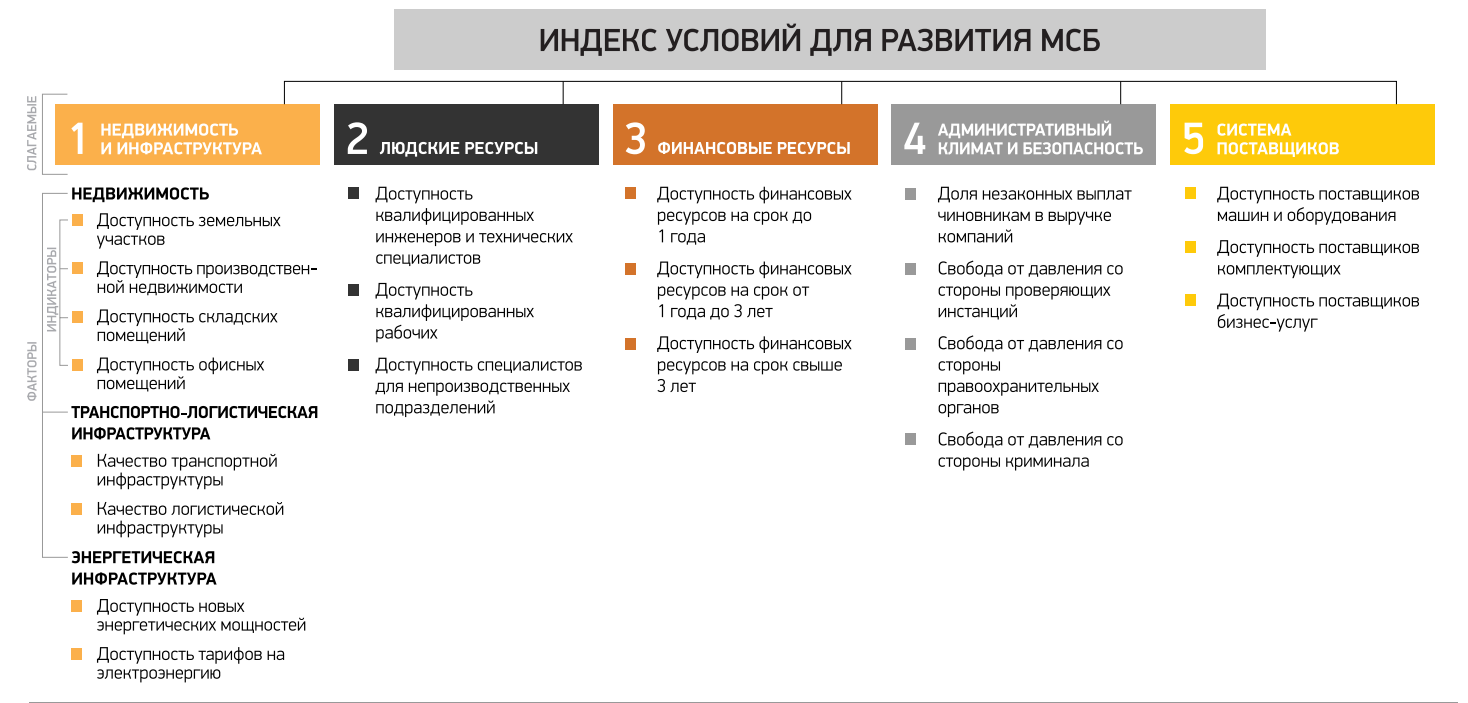 ИНДЕКС УСЛОВИЙ ДЛЯ РАЗВИТИЯ МСБ
СЛАГАЕМЫЕ
1 НЕДВИЖИМОСТЬ
И ИНФРАСТРУКТУРА
2 ЛЮДСКИЕ РЕСУРСЫ
3 ФИНАНСОВЫЕ РЕСУРСЫ
4 АДМИНИСТРАТИВНЫЙ
КЛИМАТ И БЕЗОПАСНОСТЬ
5 СИСТЕМА
ПОСТАВЩИКОВ
ФАКТОРЫ
ИНДИКАТОРЫ
НЕДВИЖИМОСТЬ
Доступность земельных
участков
Доступность производствен-
ной недвижимости
Доступность складских
помещений
Доступность офисных
помещений
ТРАНСПОРТНО-ЛОГИСТИЧЕСКАЯ
ИНФРАСТРУКТУРА
Качество транспортной
инфраструктуры
Качество логистической
инфраструктуры
ЭНЕРГЕТИЧЕСКАЯ
ИНФРАСТРУКТУРА
Доступность новых
энергетических мощностей
Доступность тарифов на
электроэнергию
Доступность
квалифицированных
инженеров и технических
специалистов
Доступность
квалифицированных
рабочих
Доступность специалистов
для непроизводственных
подразделений
Доступность финансовых
ресурсов на срок до
1 года
Доступность финансовых
ресурсов на срок от
1 года до 3 лет
Доступность финансовых
ресурсов на срок свыше
3 лет
Доля незаконных выплат
чиновникам в выручке
компаний
Свобода от давления со
стороны проверяющих
инстанций
Свобода от давления со
стороны
правоохранительных
органов
Свобода от давления со
стороны криминала
Доступность поставщиков
машин и оборудования
Доступность поставщиков
комплектующих
Доступность поставщиков
бизнес-услуг